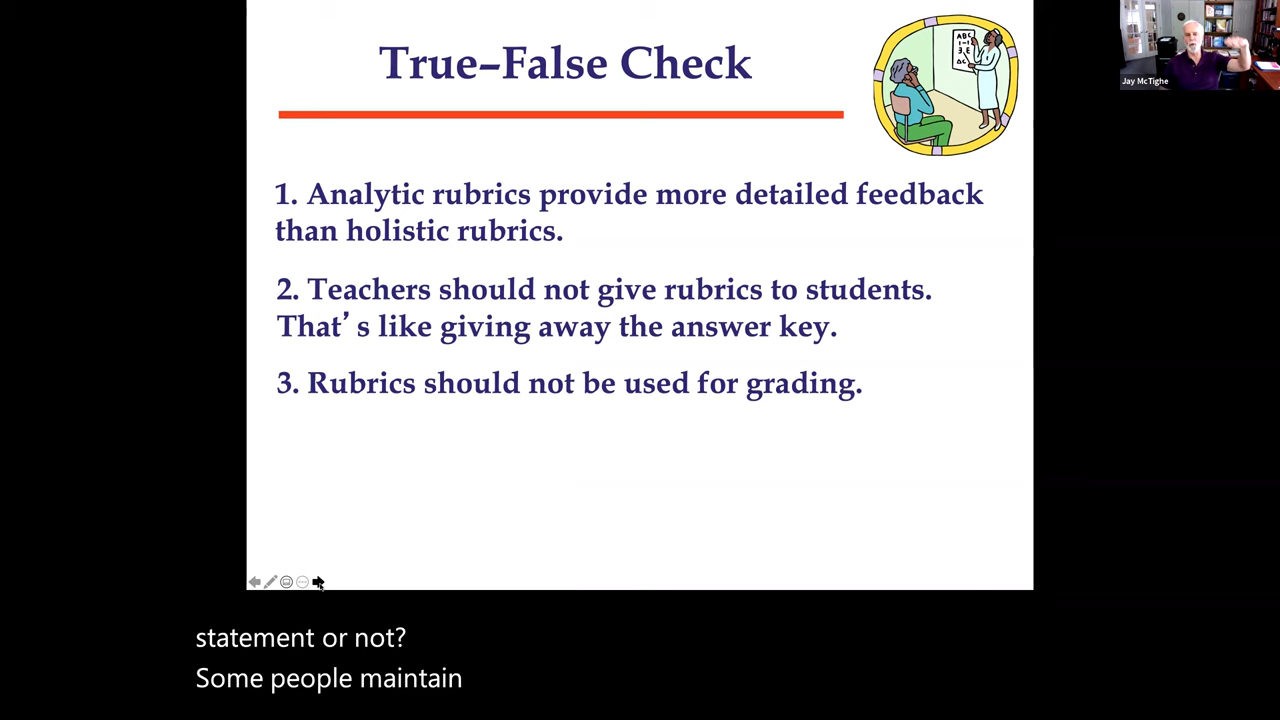 True–False Check
ABC
1. Analytic rubrics provide more detailed feedback
than holistic rubrics.
2. Teachers should not give rubrics to students.
That’s like giving away the answer key.
3. Rubrics should not be used for grading.
Jay McTighe
statement or not?
Some people maintain